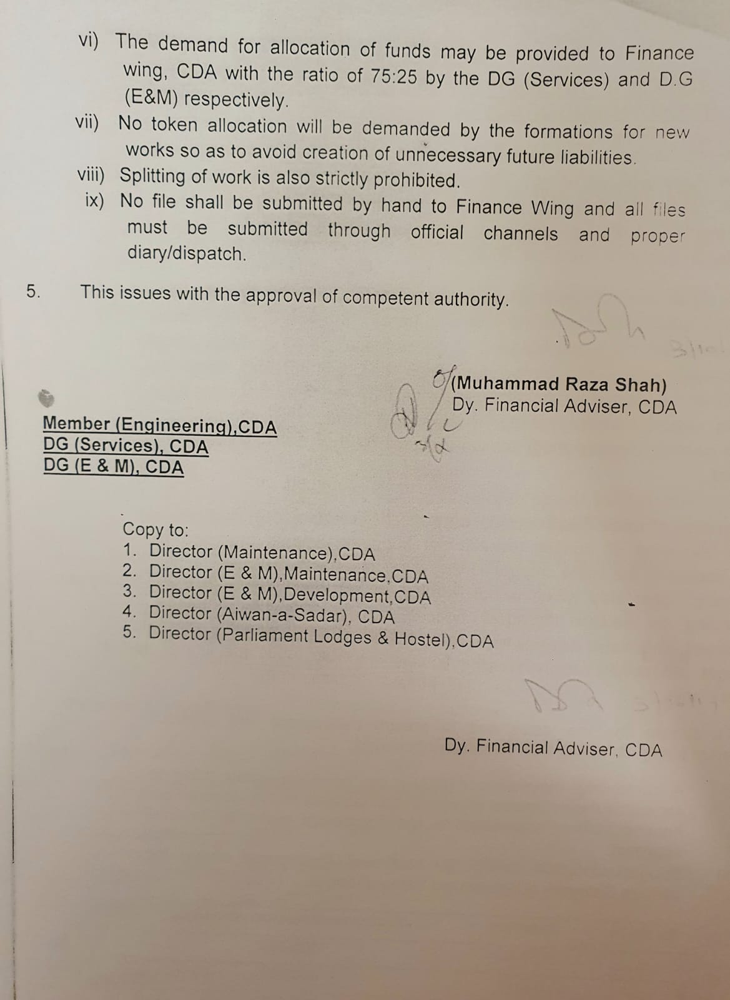 vi) The demand for allocation of funds may be provided to Finance
wing, CDA with the ratio of 75:25 by the DG (Services) and D.G
(E&M) respectively.
vii) No token allocation will be demanded by the formations for new
works so as to avoid creation of unnecessary future liabilities.
viii) Splitting of work is also strictly prohibited.
ix) No file shall be submitted by hand to Finance Wing and all files
must be submitted through official channels and proper
diary/dispatch.
5. This issues with the approval of competent authority.
(Muhammad Raza Shah)
Dy. Financial Adviser, CDA
Member (Engineering),CDA
DG (Services), CDA
DG (E & M), CDA
Copy to:
1. Director (Maintenance),CDA
2. Director (E & M),Maintenance,CDA
3. Director (E & M),Development,CDA
4. Director (Aiwan-a-Sadar), CDA
5. Director (Parliament Lodges & Hostel),CDA
Dy. Financial Adviser, CDA